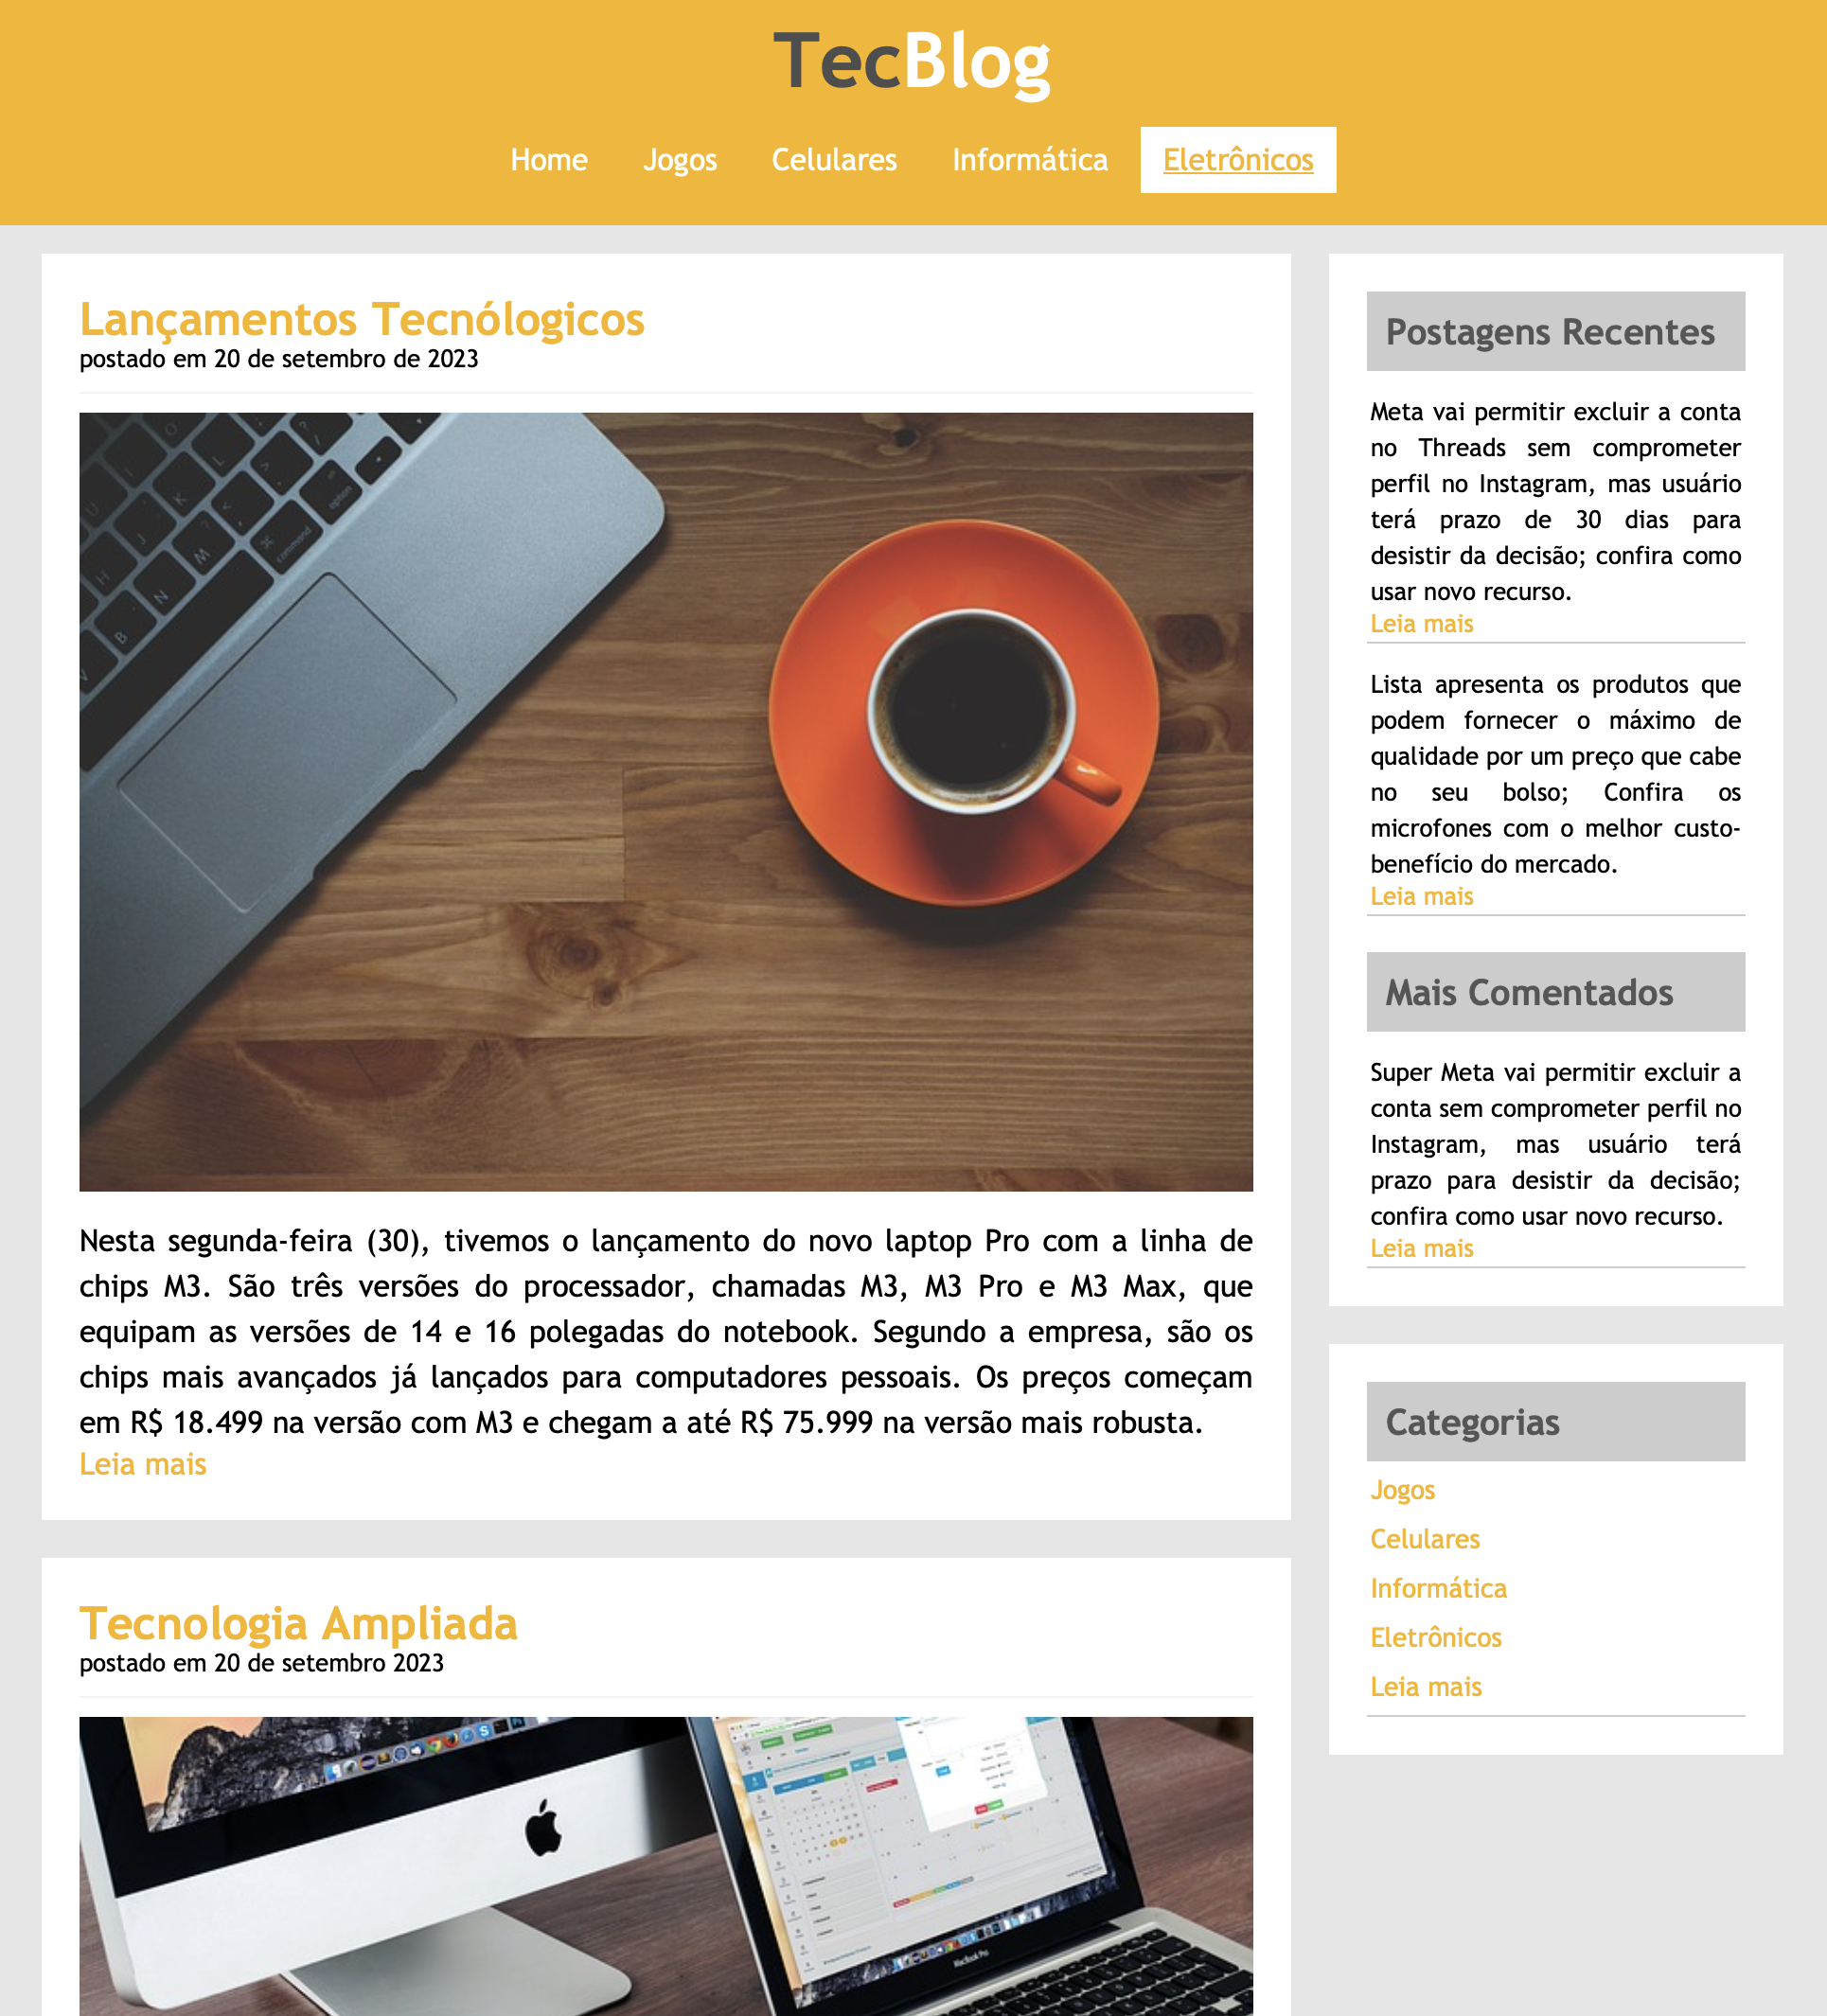 TecBlog
Home Jogos Celulares Informática Eletrônicos
Lançamentos Tecnólogicos
postado em 20 de setembro de 2023
option
command
Nesta segunda-feira (30), tivemos o lançamento do novo laptop Pro com a linha de
chips M3. São três versões do processador, chamadas M3, M3 Pro e M3 Max, que
equipam as versões de 14 e 16 polegadas do notebook. Segundo a empresa, são os
chips mais avançados já lançados para computadores pessoais. Os preços começam
em R$ 18.499 na versão com M3 e chegam a até R$ 75.999 na versão mais robusta.
Leia mais
Tecnologia Ampliada
postado em 20 de setembro 2023
MacBook Pro
Postagens Recentes
Meta vai permitir excluir a conta
no Threads sem comprometer
perfil no Instagram, mas usuário
terá prazo de 30 dias para
desistir da decisão; confira como
usar novo recurso.
Leia mais
Lista apresenta os produtos que
podem fornecer o máximo de
qualidade por um preço que cabe
no seu bolso; Confira os
microfones com o melhor custo-
benefício do mercado.
Leia mais
Mais Comentados
Super Meta vai permitir excluir a
conta sem comprometer perfil no
Instagram, mas usuário terá
prazo para desistir da decisão;
confira como usar novo recurso.
Leia mais
Categorias
Jogos
Celulares
Informática
Eletrônicos
Leia mais